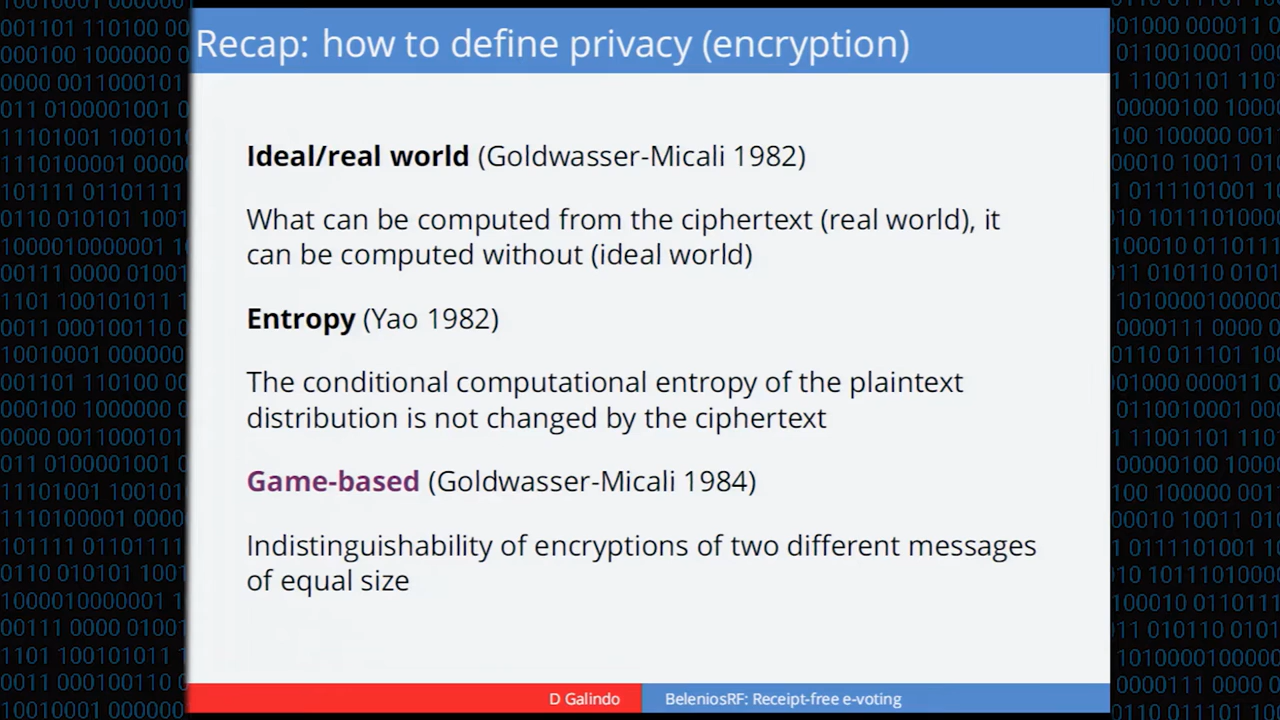 Recap: how to define privacy (encryption)
Ideal/real world (Goldwasser-Micali 1982)
What can be computed from the ciphertext (real world), it
can be computed without (ideal world)
Entropy (Yao 1982)
The conditional computational entropy of the plaintext
distribution is not changed by the ciphertext
Game-based (Goldwasser-Micali 1984)
Indistinguishability of encryptions of two different messages
of equal size
D Galindo
BeleniosRF: Receipt-free e-voting